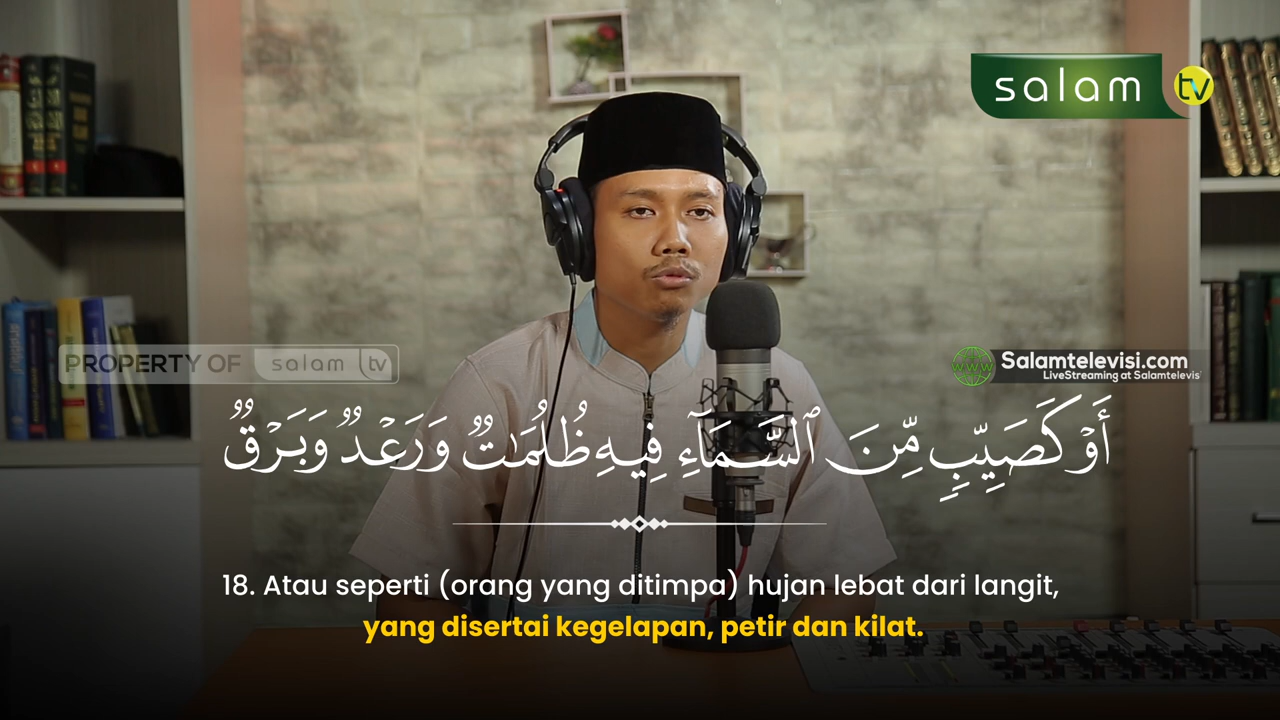 salam tv
PROPERTY OF salam tv
Salamtelevisi.com
LiveStreaming at Salamtelevis
أَوْ كَصَيِّبٍ مِّنَ ٱلسَّمَآءِ فِيهِ ظُلُمَٰتٌ وَرَعْدٌ وَبَرْقٌ
18. Atau seperti (orang yang ditimpa) hujan lebat dari langit,
yang disertai kegelapan, petir dan kilat.